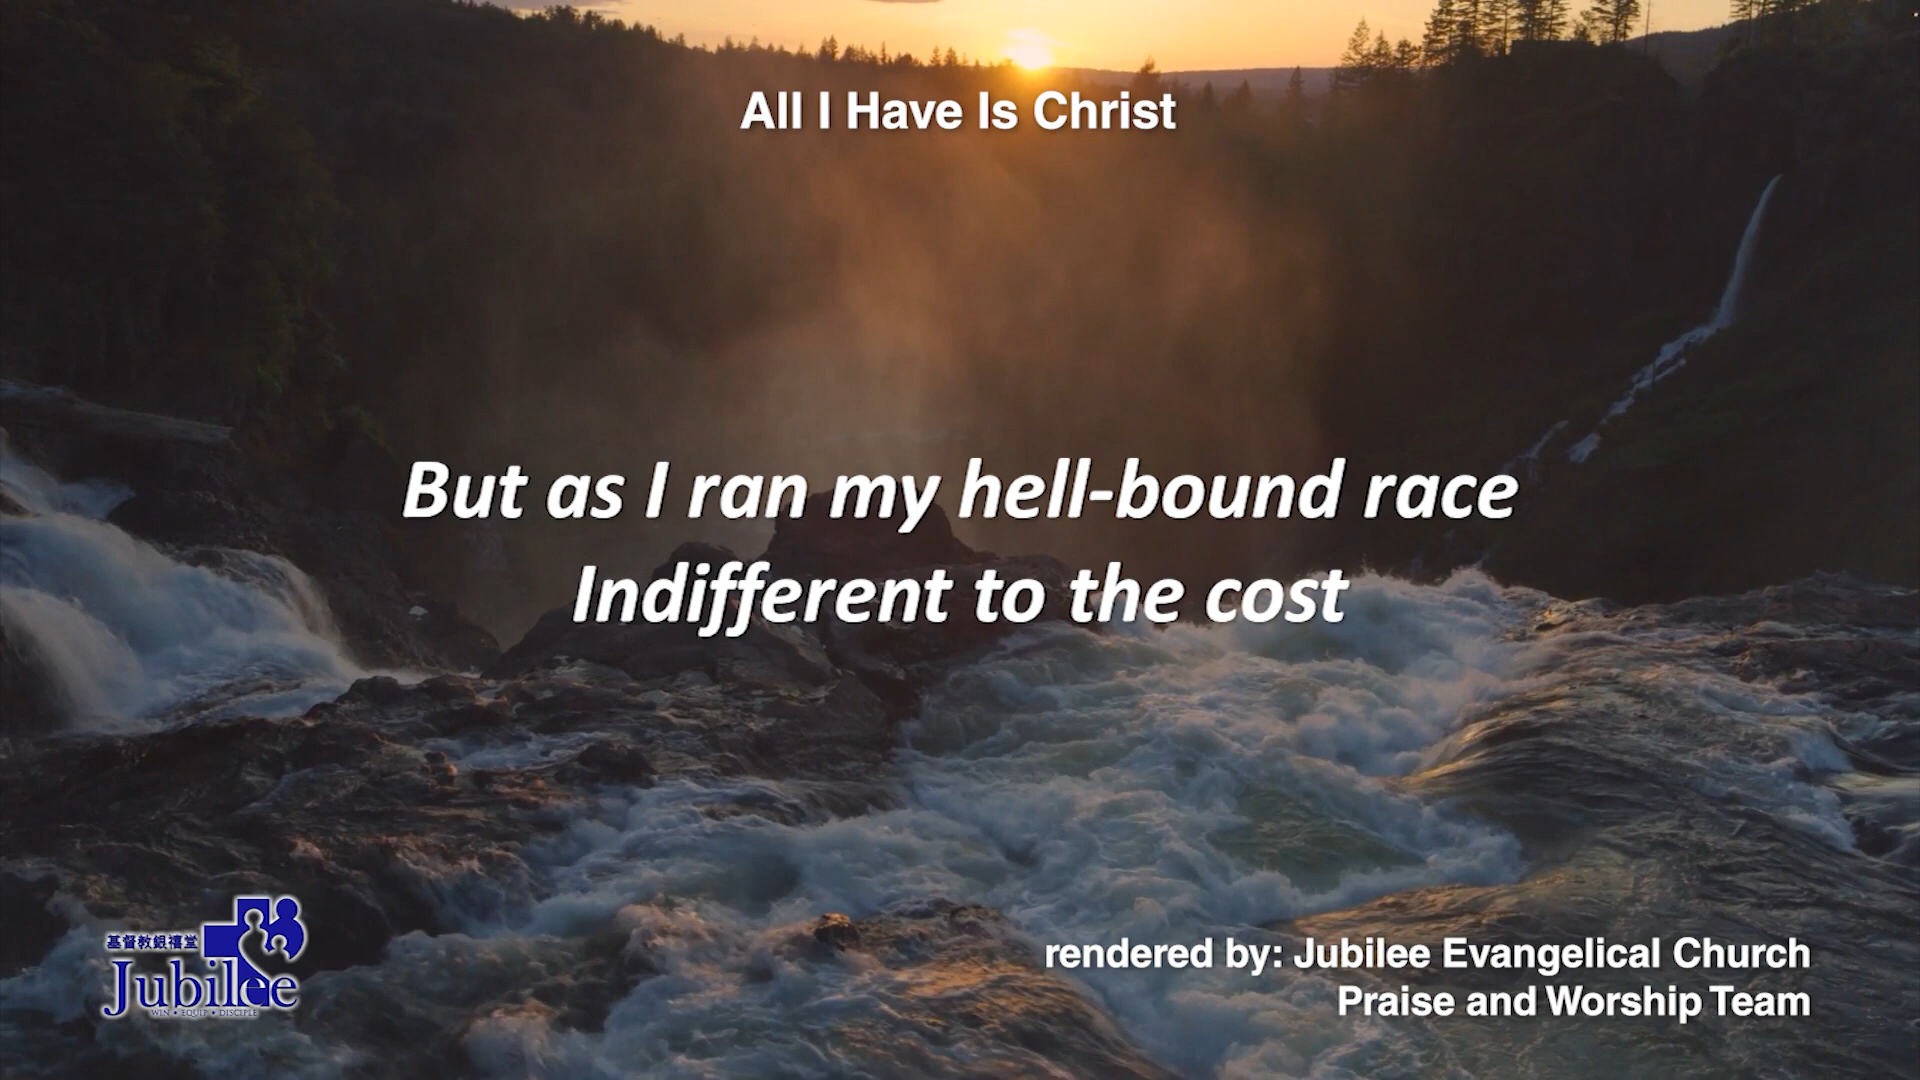 All I Have Is Christ
But as I ran my hell-bound race
Indifferent to the cost
基督教銀禧堂
Jubilee
WIN • EQUIP • DISCIPLE
rendered by: Jubilee Evangelical Church
Praise and Worship Team